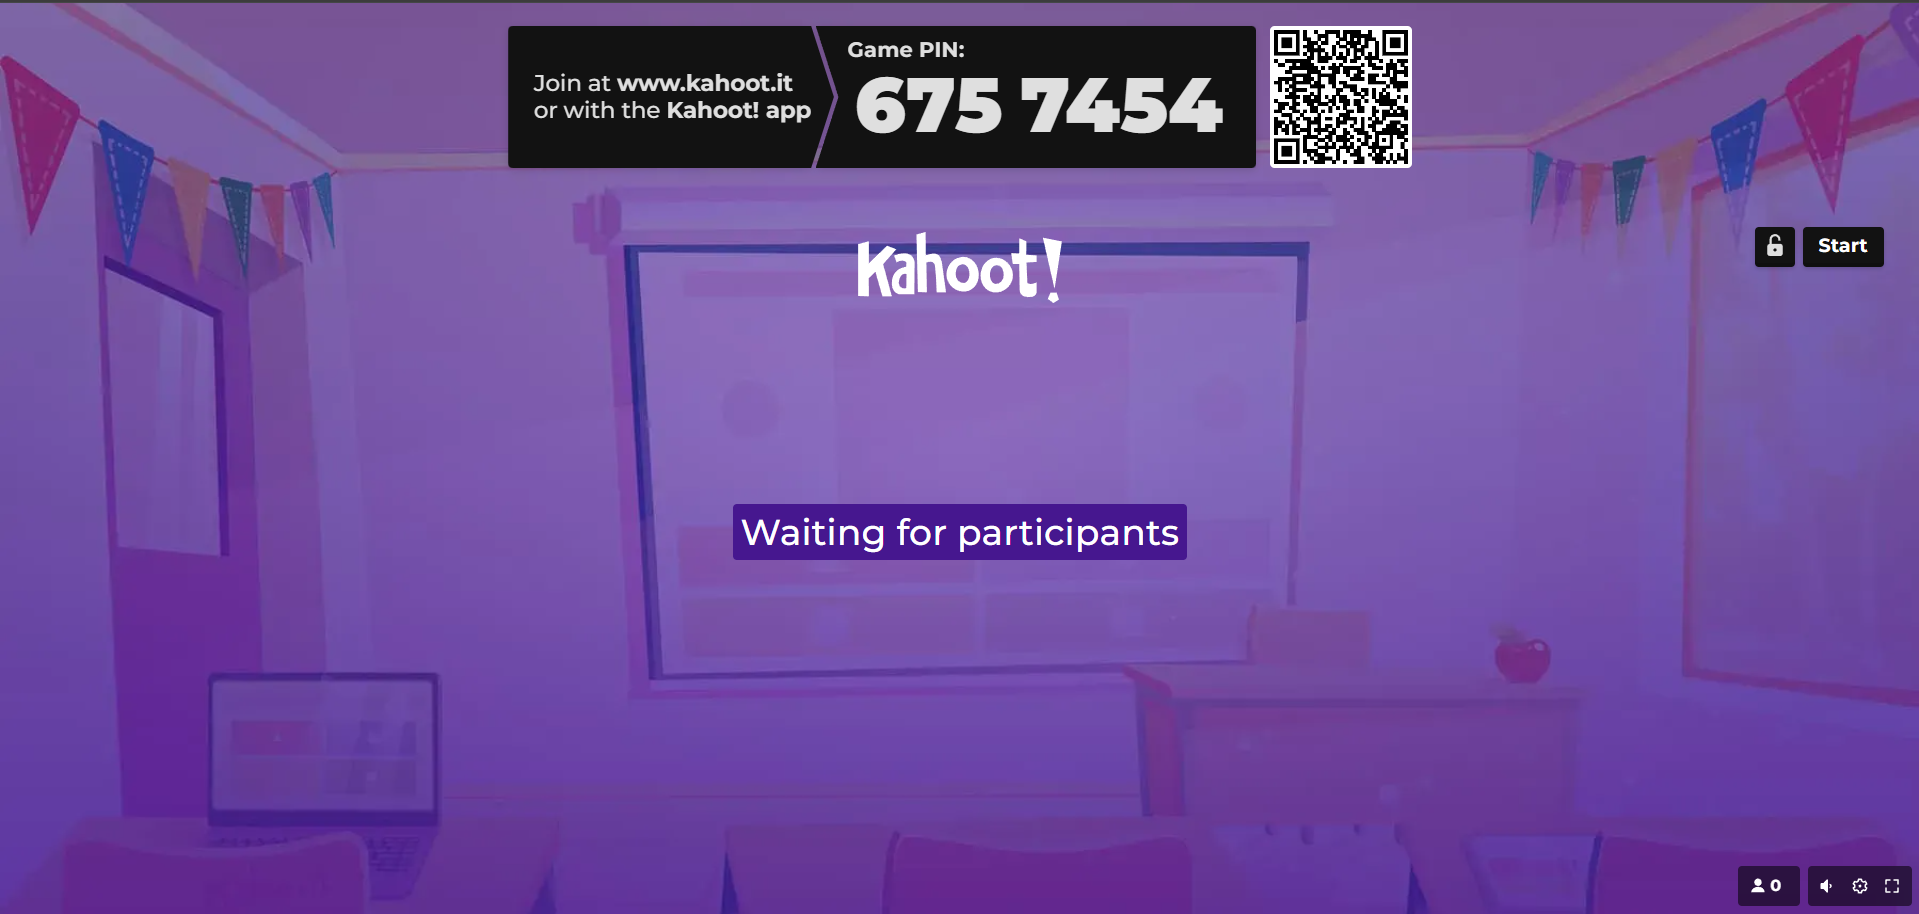 Join at www.kahoot.it
or with the Kahoot! app
Game PIN:
675 7454
Kahoot!
Start
Waiting for participants
0